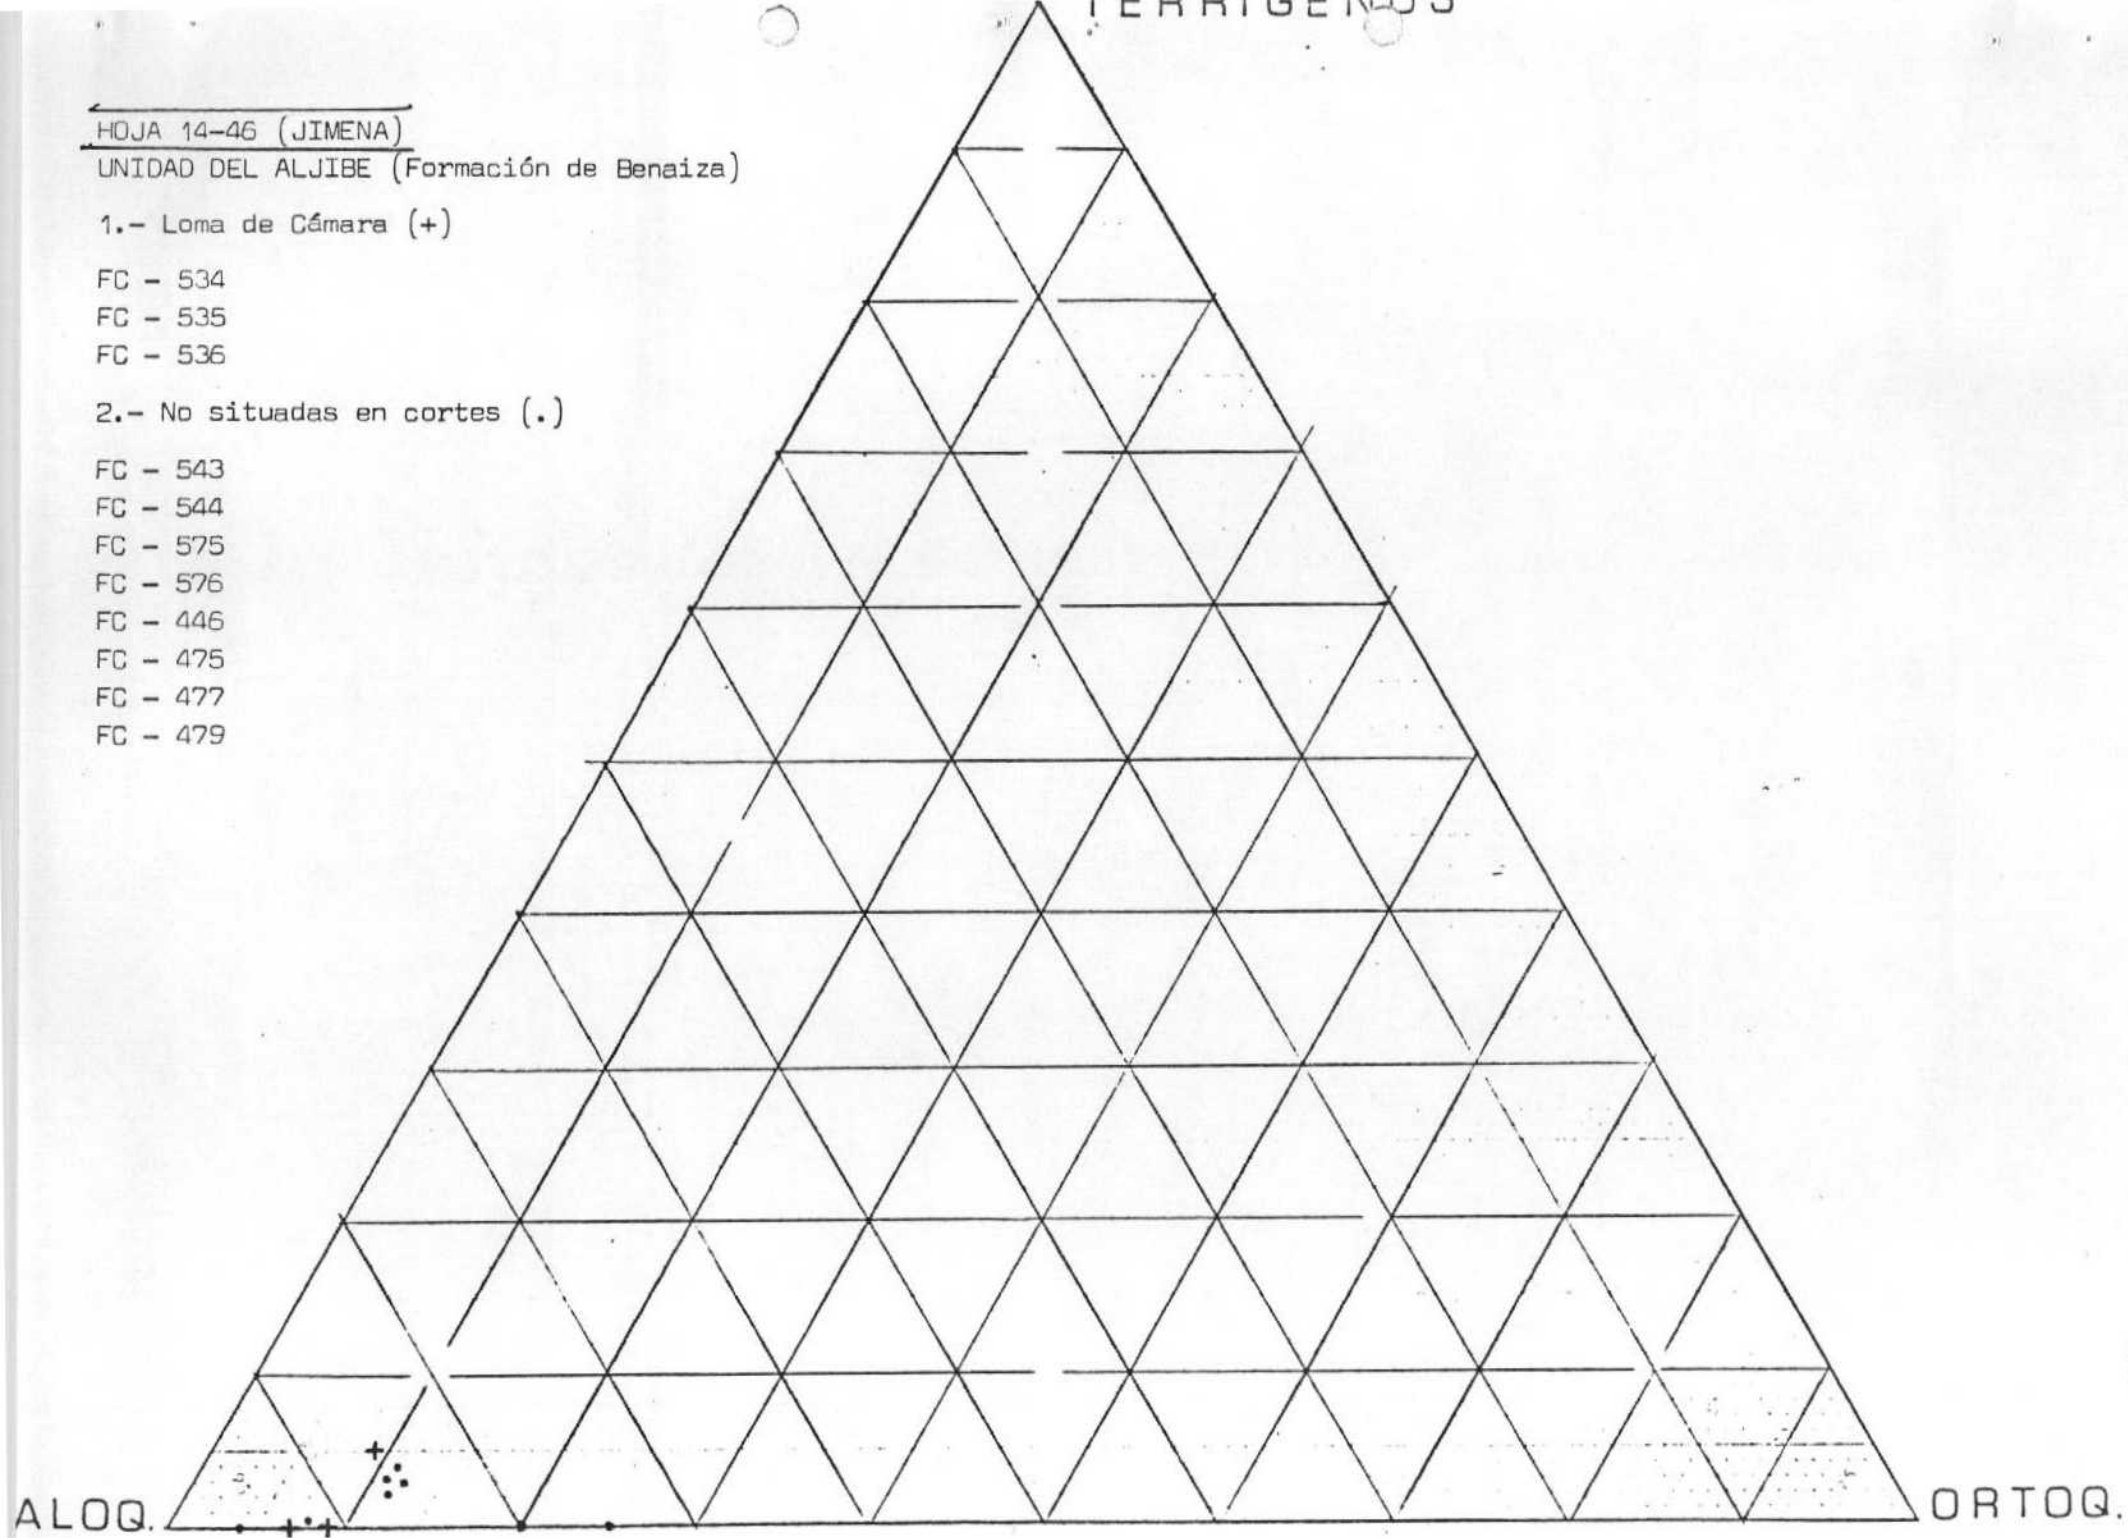 TERRIGENOS
HOJA 14-46 (JIMENA)
UNIDAD DEL ALJIBE (Formación de Benaiza)
1.- Loma de Cámara (+)
FC - 534
FC - 535
FC - 536
2.- No situadas en cortes (.)
FC - 543
FC - 544
FC - 575
FC - 576
FC - 446
FC - 475
FC - 477
FC - 479
ALOQ.
ORTOQ.